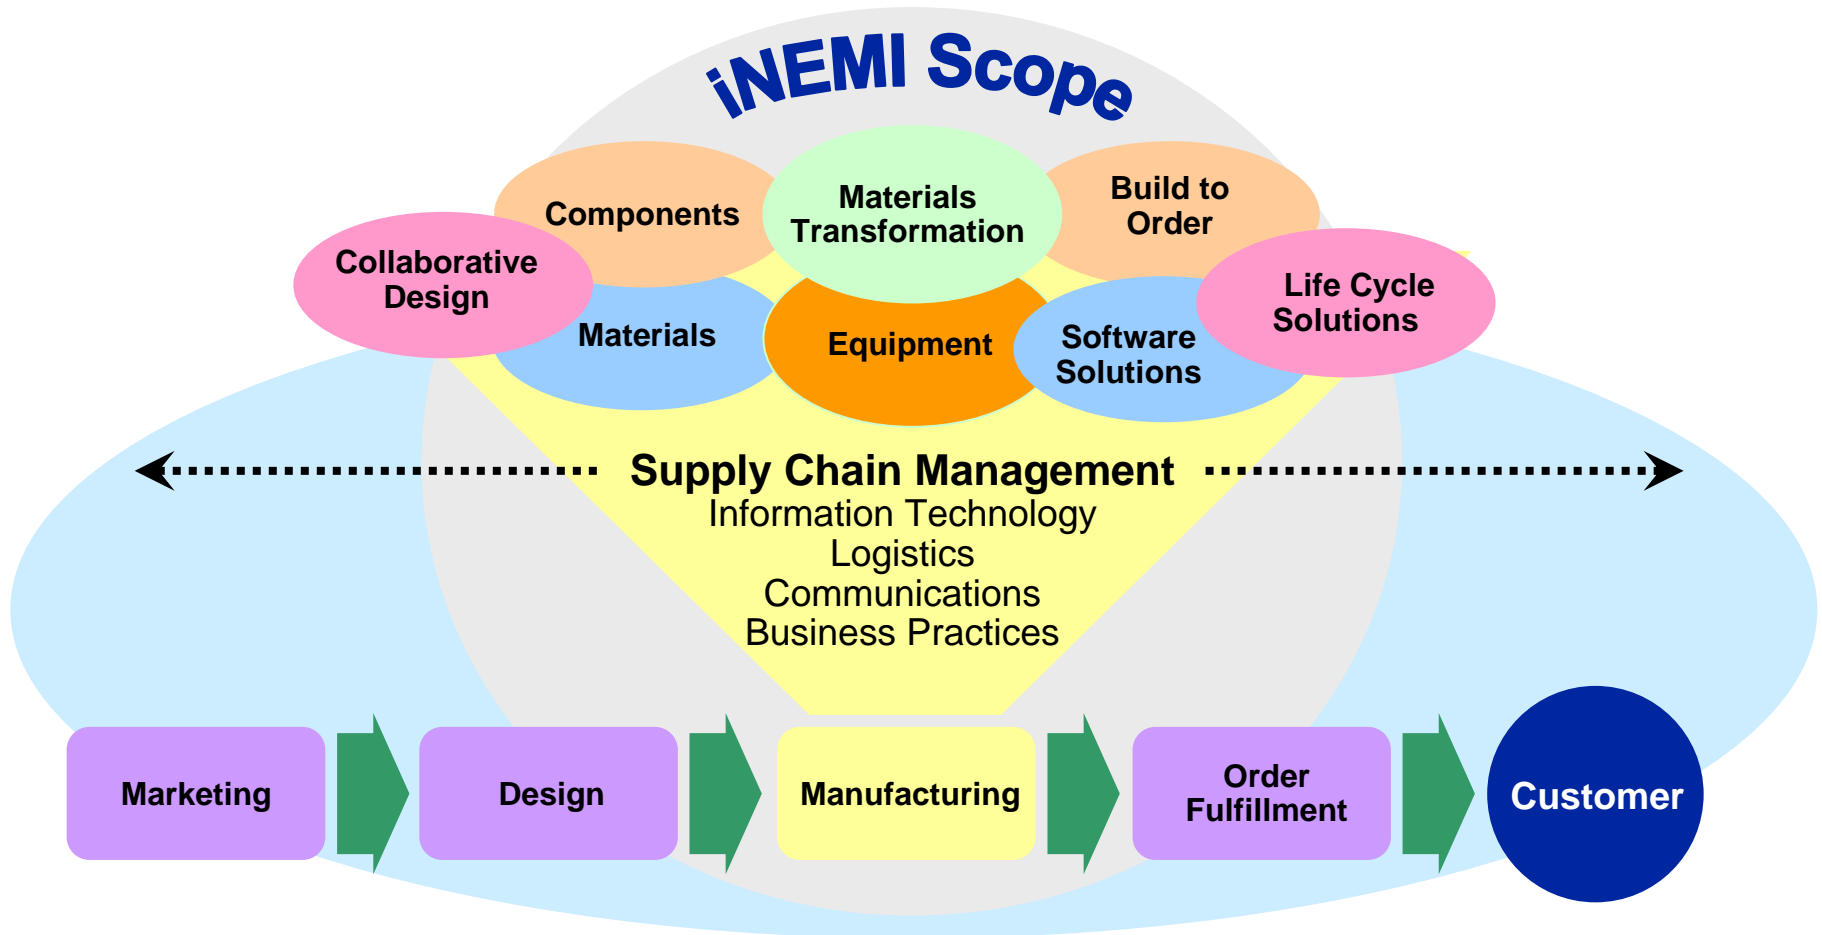 iNEMI Scope
Components
Materials
Transformation
Build to
Order
Collaborative
Design
Life Cycle
Solutions
Materials
Equipment
Software
Solutions
Supply Chain Management
Information Technology
Logistics
Communications
Business Practices
Marketing
Design
Manufacturing
Order
Fulfillment
Customer